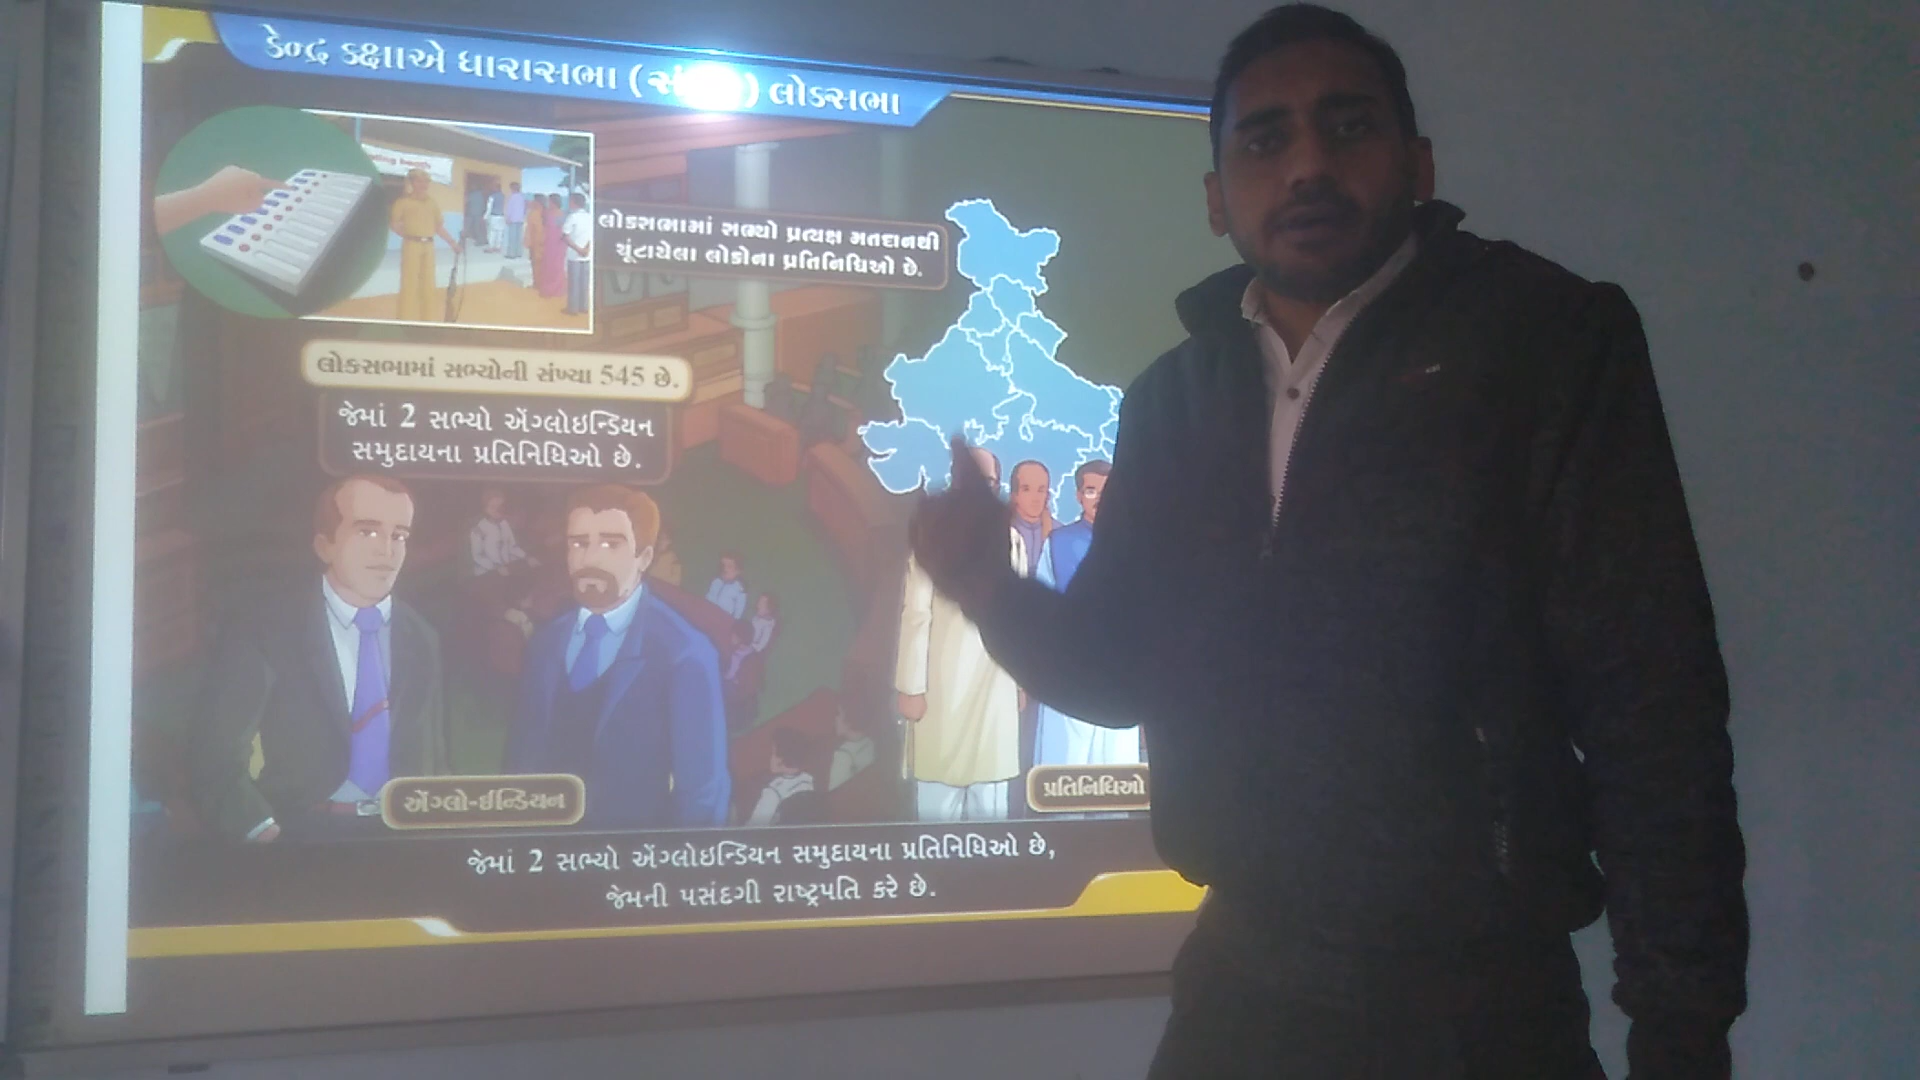 કેન્દ્ર કક્ષાએ ધારાસભા ( ) લોકસભા
લોકસભામાં સભ્યો પ્રત્યક્ષ મતદાનથી
ચૂંટાયેલા લોકોના પ્રતિનિધિઓ છે.
લોકસભામાં સભ્યોની સંખ્યા 545 છે.
જેમાં 2 સભ્યો ઍંગ્લોઇન્ડિયન
સમુદાયના પ્રતિનિધિઓ છે.
ઍંગ્લો-ઈન્ડિયન
પ્રતિનિધિઓ
જેમાં 2 સભ્યો ઍંગ્લોઇન્ડિયન સમુદાયના પ્રતિનિધિઓ છે,
જેમની પસંદગી રાષ્ટ્રપતિ કરે છે.